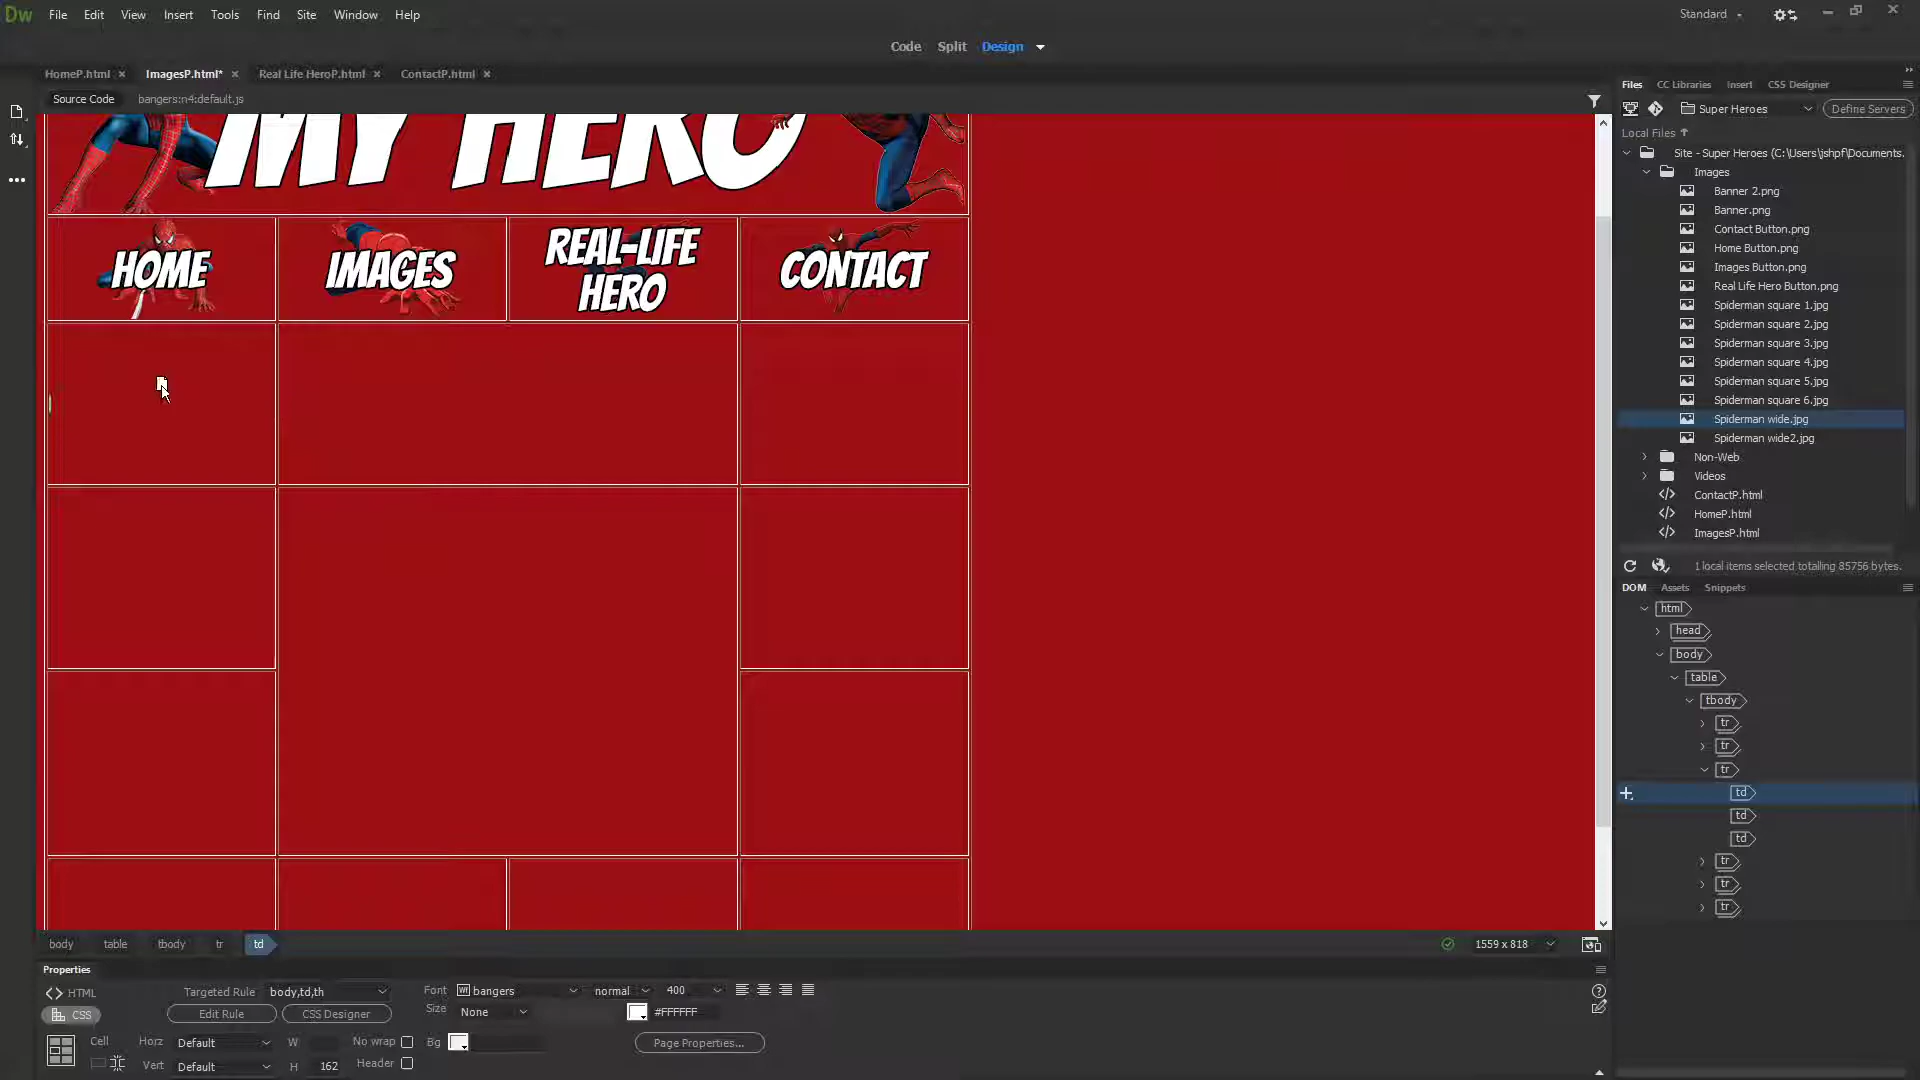 Dw File Edit View Insert Tools Find Site Window Help Standard
Code Split Design
HomeP.html ImagesP.html* Real Life HeroP.html ContactP.html
Source Code bangers:n4:default.js
MY HERO
HOME
IMAGES
REAL-LIFE
HERO
CONTACT
body table tbody tr td 1559 x 818
Properties
HTML Targeted Rule body,td,th Font bangers normal 400
CSS Edit Rule CSS Designer Size None #FFFFFF
Cell Horz Default W No wrap Bg Page Properties...
Vert Default H 162 Header
Files CC Libraries Insert CSS Designer
Super Heroes Define Servers
Local Files
Site - Super Heroes (C:\Users\jshpf\Documents.
Images
Banner 2.png
Banner.png
Contact Button.png
Home Button.png
Images Button.png
Real Life Hero Button.png
Spiderman square 1.jpg
Spiderman square 2.jpg
Spiderman square 3.jpg
Spiderman square 4.jpg
Spiderman square 5.jpg
Spiderman square 6.jpg
Spiderman wide.jpg
Spiderman wide2.jpg
Non-Web
Videos
ContactP.html
HomeP.html
ImagesP.html
1 local items selected totalling 85756 bytes.
DOM Assets Snippets
html
head
body
table
tbody
tr
tr
tr
td
td
td
tr
tr
tr